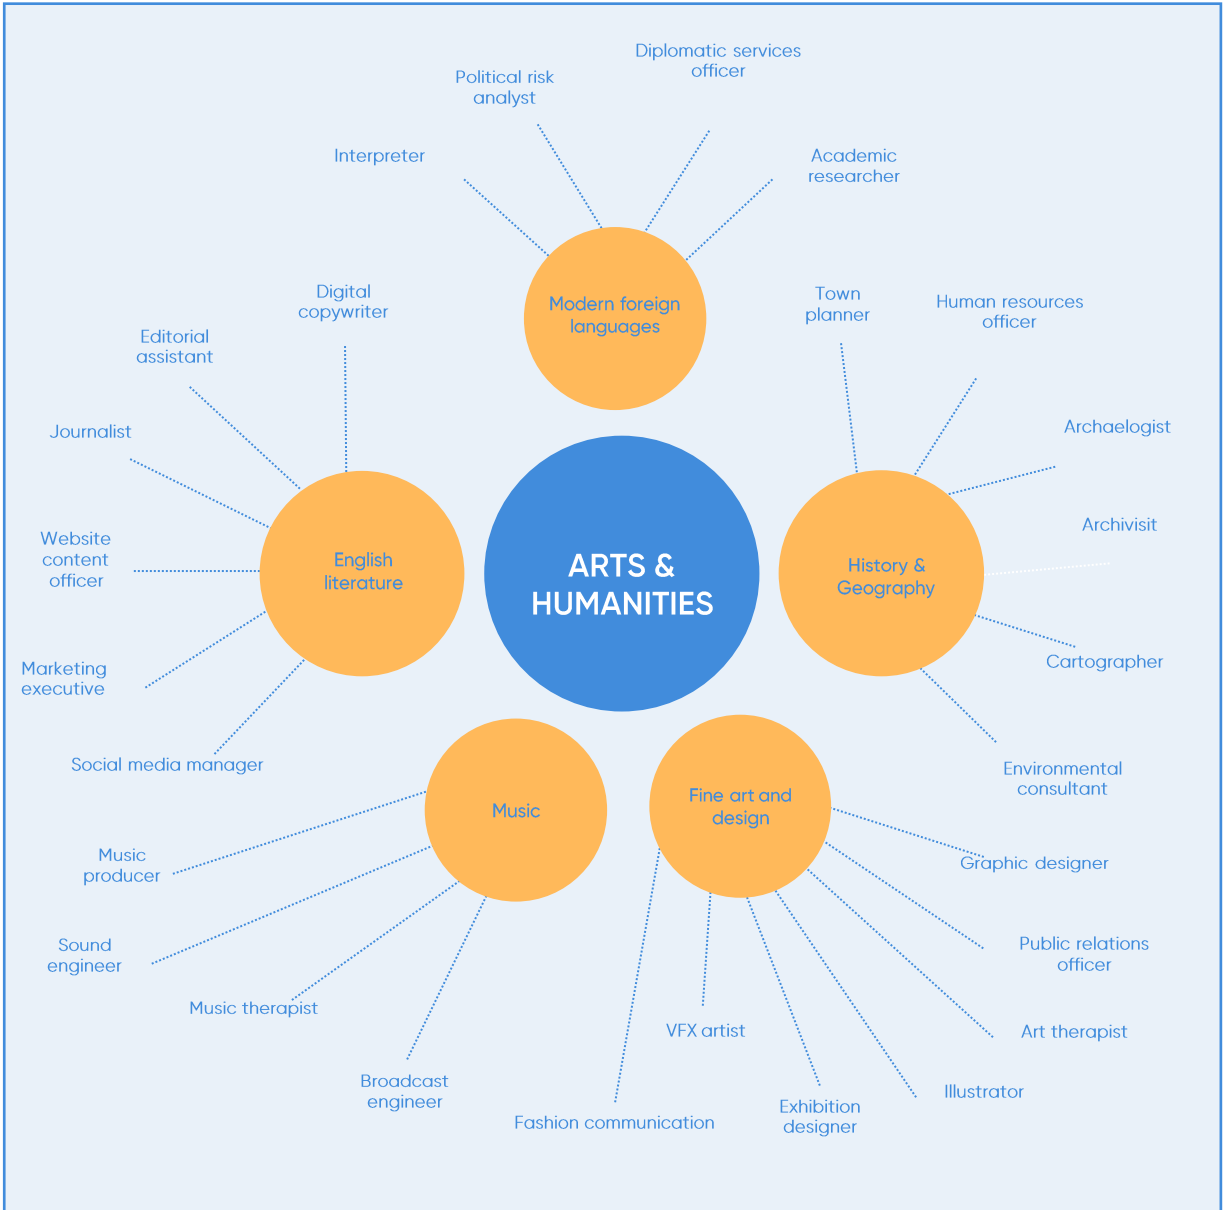 Diplomatic services
officer
Political risk
analyst
Interpreter
Academic
researcher
Modern foreign
languages
Digital
copywriter
Editorial
assistant
Journalist
Website
content
officer
Marketing
executive
Social media manager
English
literature
ARTS &
HUMANITIES
Town
planner
Human resources
officer
Archaelogist
Archivisit
Cartographer
Environmental
consultant
History &
Geography
Music
Music
producer
Sound
engineer
Music therapist
Broadcast
engineer
Fine art and
design
Graphic designer
Public relations
officer
Art therapist
Illustrator
Exhibition
designer
VFX artist
Fashion communication